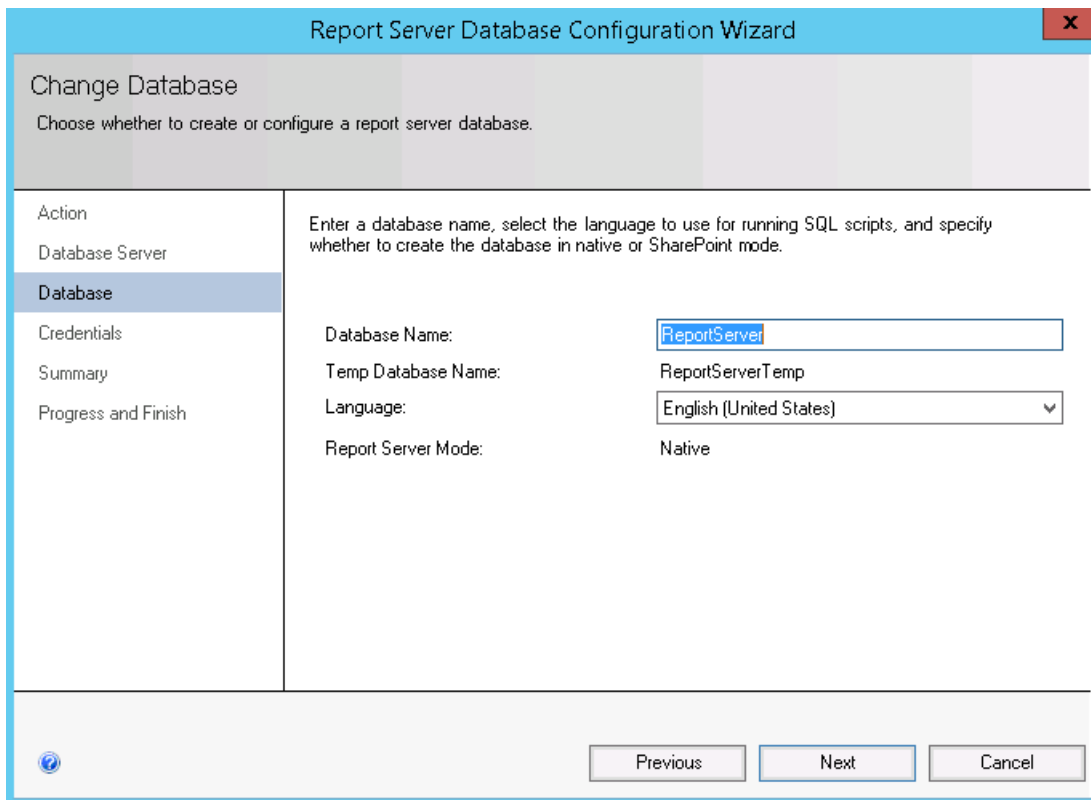 Report Server Database Configuration Wizard
x
Change Database
Choose whether to create or configure a report server database.
Action
Database Server
Database
Credentials
Summary
Progress and Finish
Enter a database name, select the language to use for running SQL scripts, and specify
whether to create the database in native or SharePoint mode.
Database Name: ReportServer
Temp Database Name: ReportServerTemp
Language: English (United States)
Report Server Mode: Native
?
Previous Next Cancel